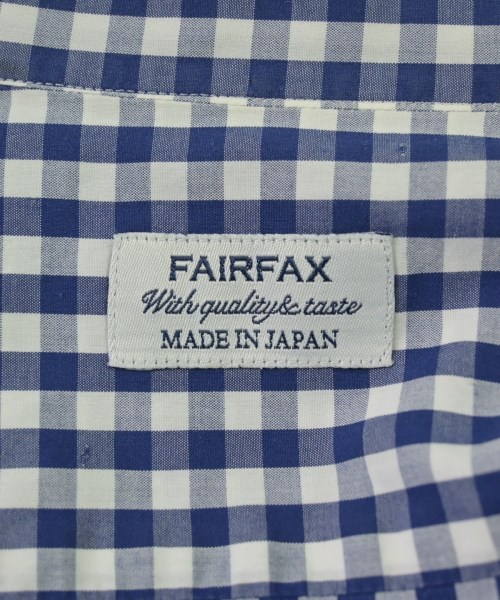 FAIRFAX
With quality & taste
MADE IN JAPAN